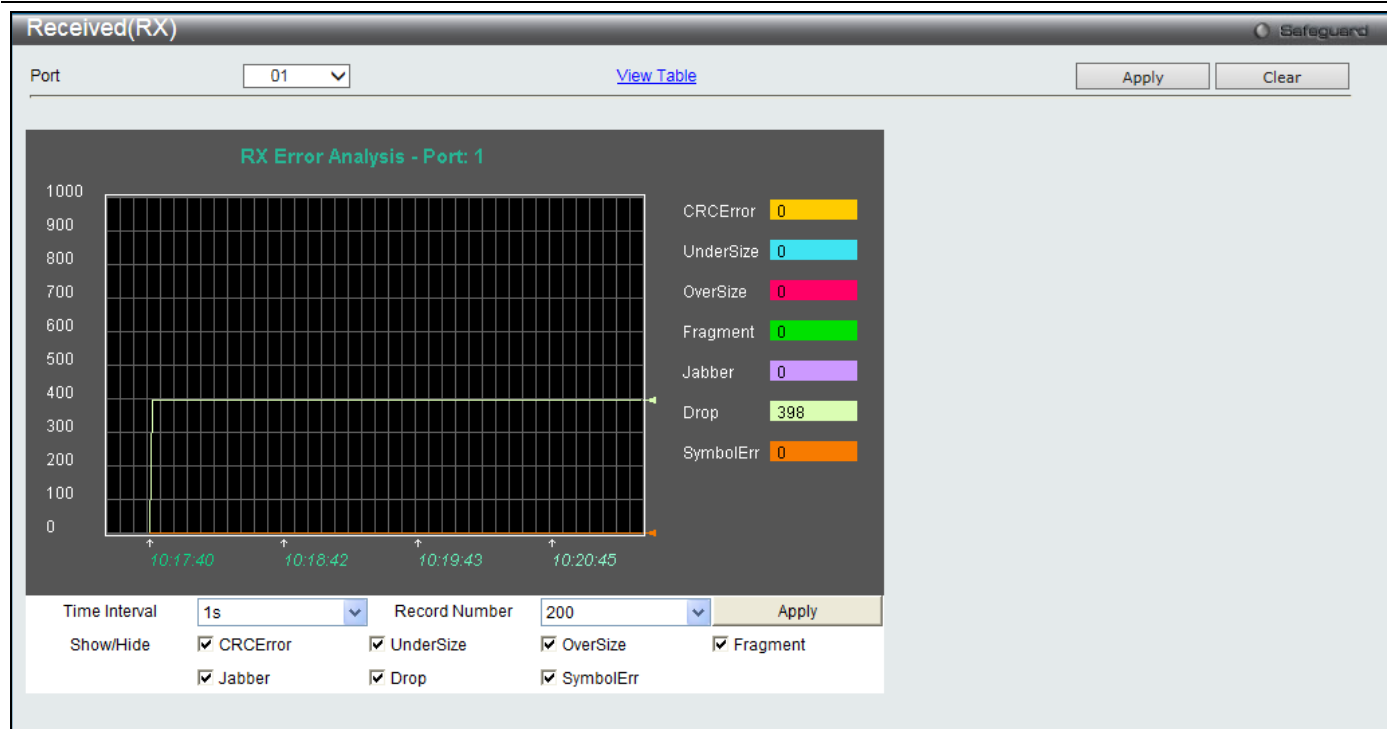 Received(RX)
Safeguard
Port 01 View Table Apply Clear
RX Error Analysis - Port: 1
1000
900
800
700
600
500
400
300
200
100
0
CRCError 0
UnderSize 0
OverSize 0
Fragment 0
Jabber 0
Drop 398
SymbolErr 0
10:17:40 10:18:42 10:19:43 10:20:45
Time Interval 1s Record Number 200 Apply
Show/Hide CRCError UnderSize OverSize Fragment
Jabber Drop SymbolErr